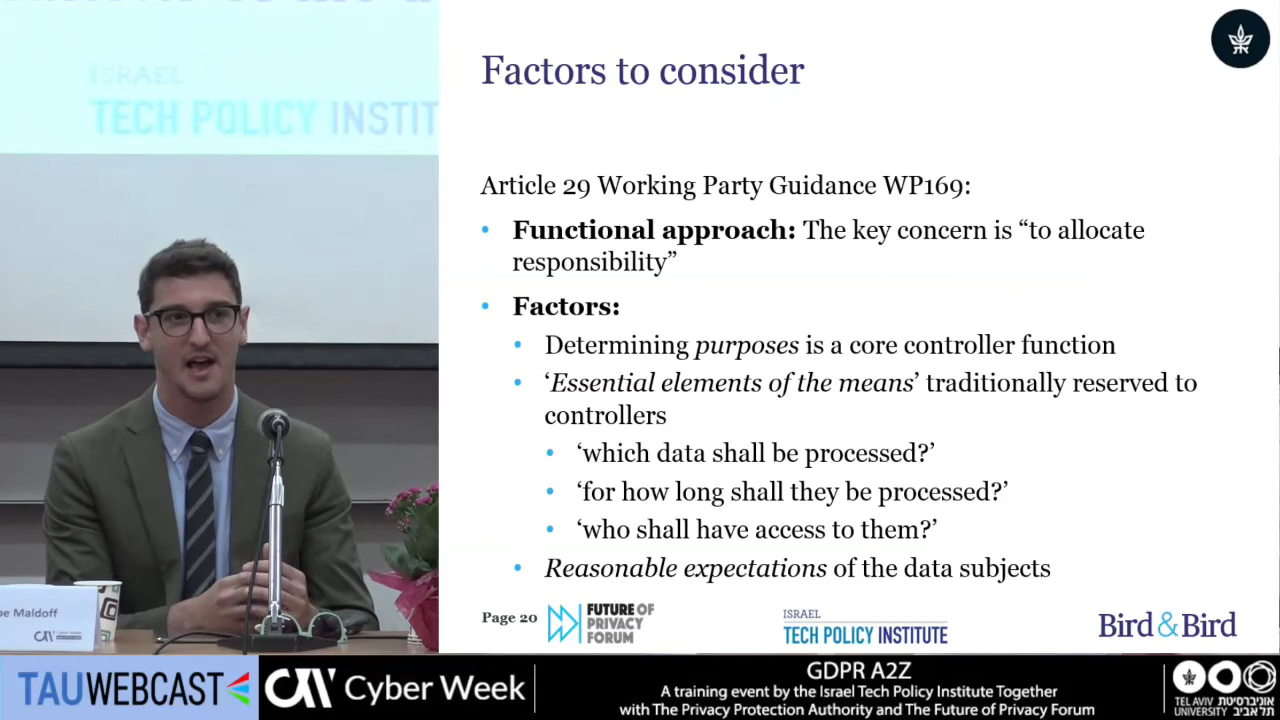 ISRAEL
TECH POLICY INSTIT
Factors to consider
Article 29 Working Party Guidance WP169:
• Functional approach: The key concern is “to allocate
responsibility”
• Factors:
• Determining purposes is a core controller function
• ‘Essential elements of the means’ traditionally reserved to
controllers
• ‘which data shall be processed?’
• ‘for how long shall they be processed?’
• ‘who shall have access to them?’
• Reasonable expectations of the data subjects
Page 20
FUTURE OF
PRIVACY
FORUM
ISRAEL
TECH POLICY INSTITUTE
Bird & Bird
oe Maldoff
TAUWEBCAST
Cyber Week
GDPR A2Z
A training event by the Israel Tech Policy Institute Together
with The Privacy Protection Authority and The Future of Privacy Forum
TEL AVIV אוניברסיטת
UNIVERSITY תל אביב